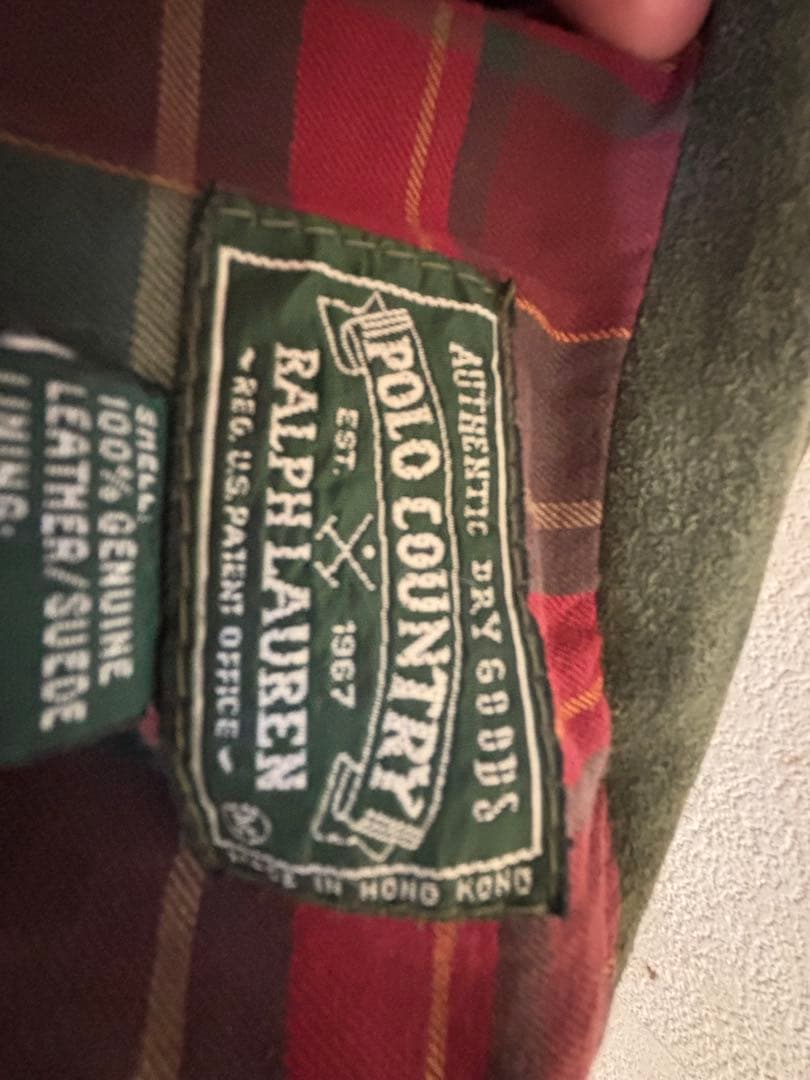 AUTHENTIC DRY GOODS
POLO COUNTRY
EST. 1967
RALPH LAUREN
REG. U.S. PATENT OFFICE
IN HONG KONG
SHELL:
100% GENUINE
LEATHER/SUEDE
LINING: